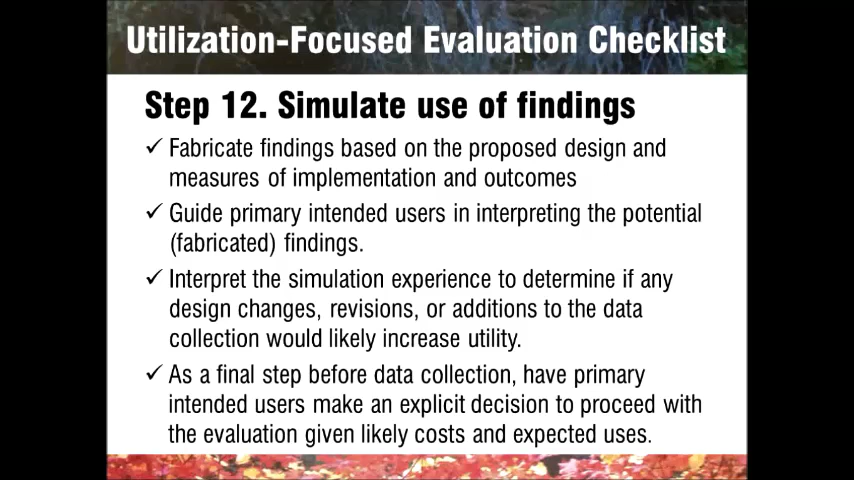 Utilization-Focused Evaluation Checklist
Step 12. Simulate use of findings
✓ Fabricate findings based on the proposed design and
measures of implementation and outcomes
✓ Guide primary intended users in interpreting the potential
(fabricated) findings.
✓ Interpret the simulation experience to determine if any
design changes, revisions, or additions to the data
collection would likely increase utility.
✓ As a final step before data collection, have primary
intended users make an explicit decision to proceed with
the evaluation given likely costs and expected uses.